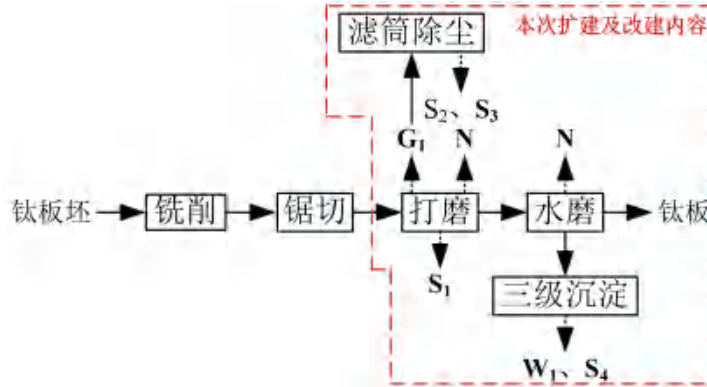 滤筒除尘
本次扩建及改建内容
S2、S3
G1
N
N
钛板坯
铣削
锯切
打磨
水磨
钛板
S1
三级沉淀
W1、S4